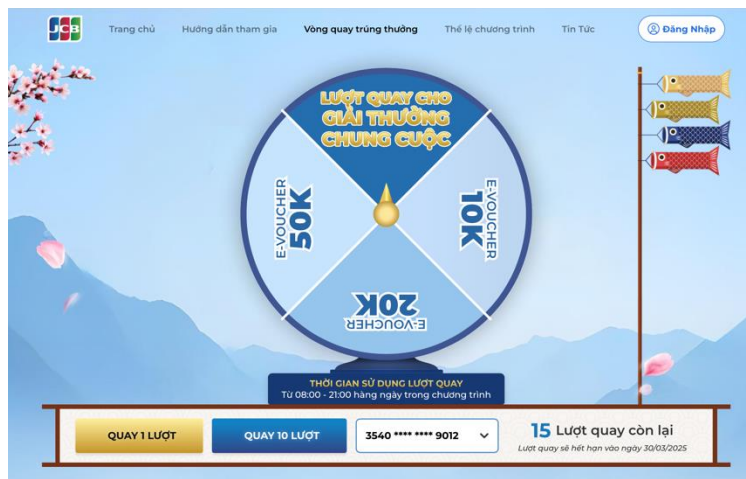 JCB
Trang chủ
Hướng dẫn tham gia
Vòng quay trúng thưởng
Thể lệ chương trình
Tin Tức
Đăng Nhập
LƯỢT QUAY CHO
GIẢI THƯỞNG
CHUNG CUỘC
E-VOUCHER
50K
E-VOUCHER
10K
20K
E-VOUCHER
THỜI GIAN SỬ DỤNG LƯỢT QUAY
Từ 08:00 - 21:00 hàng ngày trong chương trình
QUAY 1 LƯỢT
QUAY 10 LƯỢT
3540 **** **** 9012
15 Lượt quay còn lại
Lượt quay sẽ hết hạn vào ngày 30/03/2025